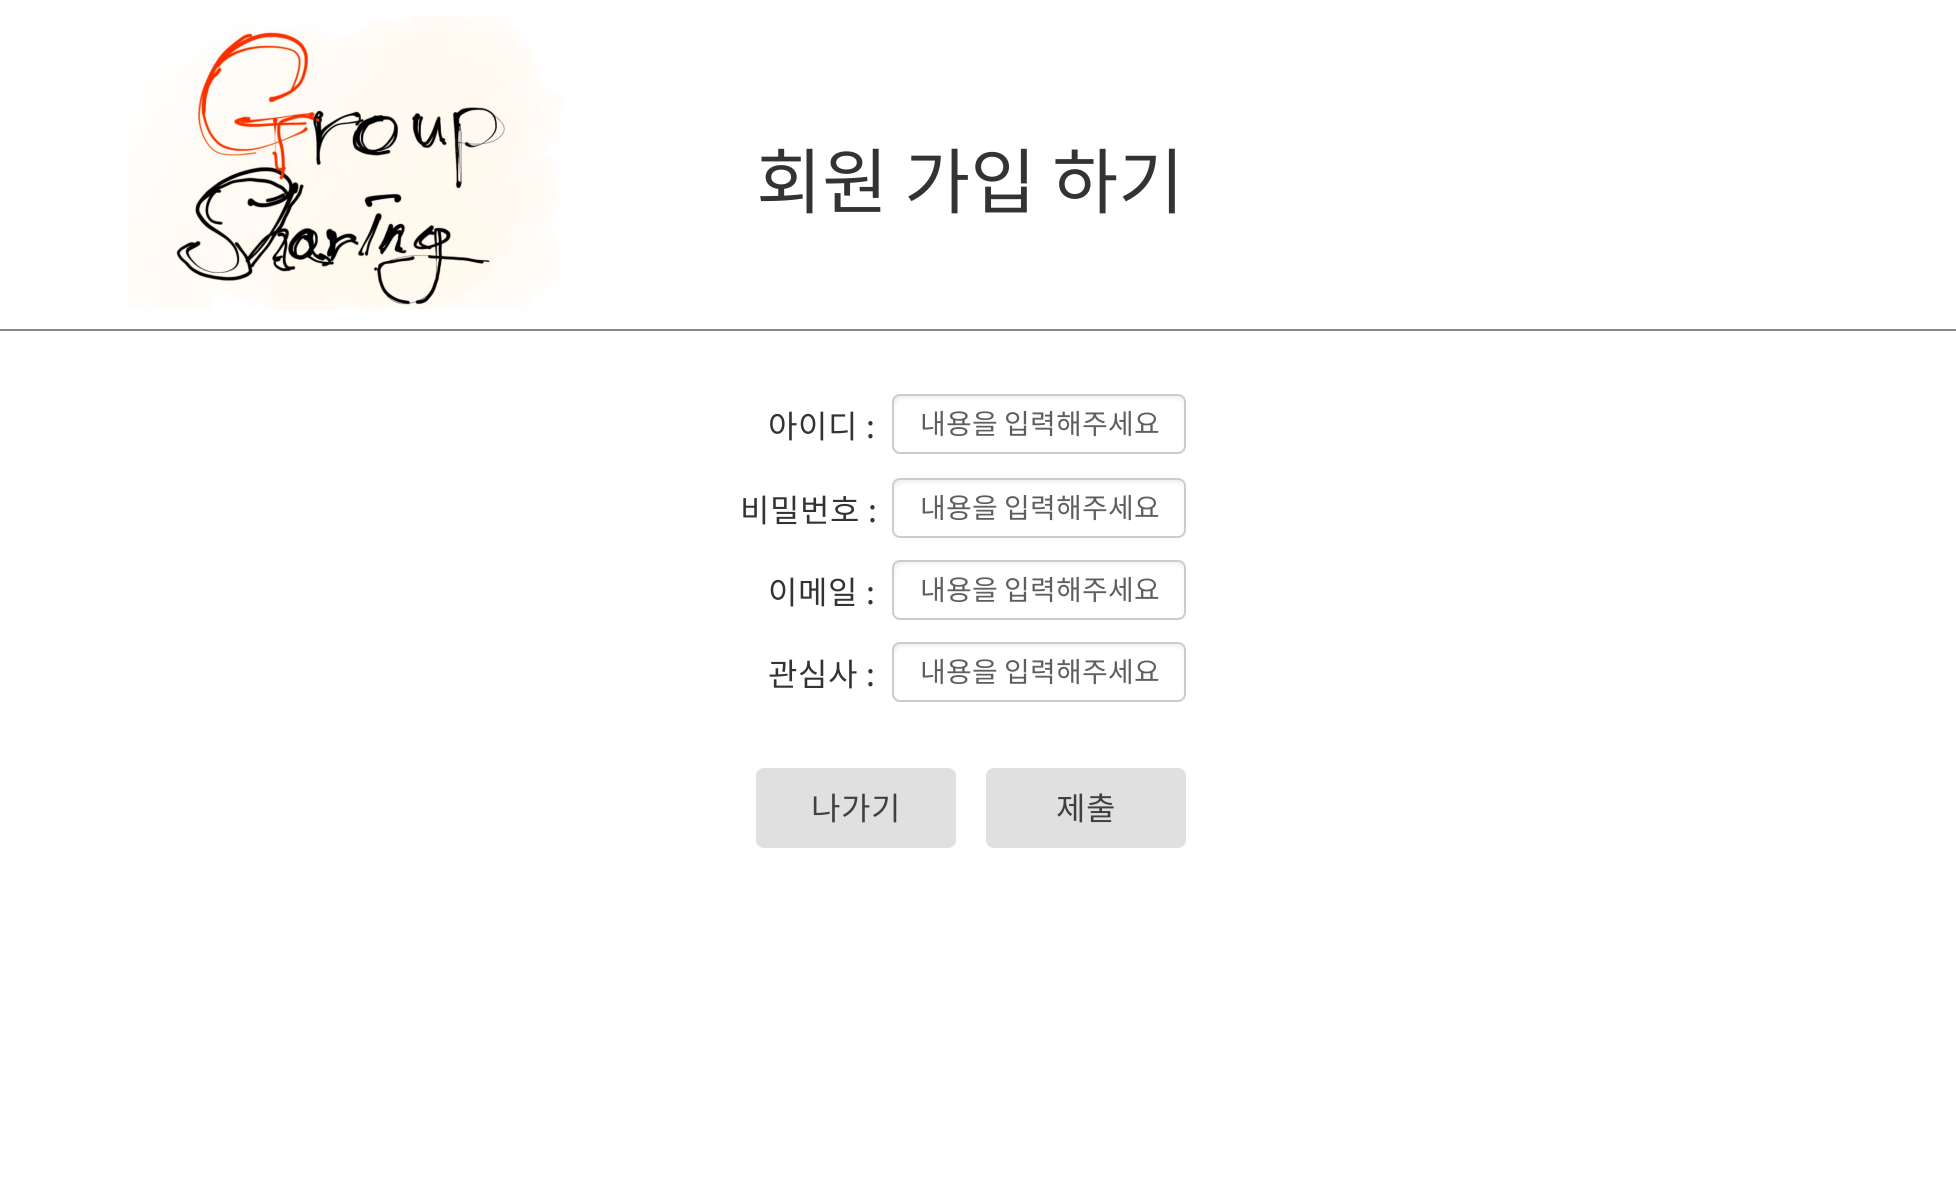 Group
Sharing
회원 가입 하기
아이디 : 내용을 입력해주세요
비밀번호 : 내용을 입력해주세요
이메일 : 내용을 입력해주세요
관심사 : 내용을 입력해주세요
나가기 제출